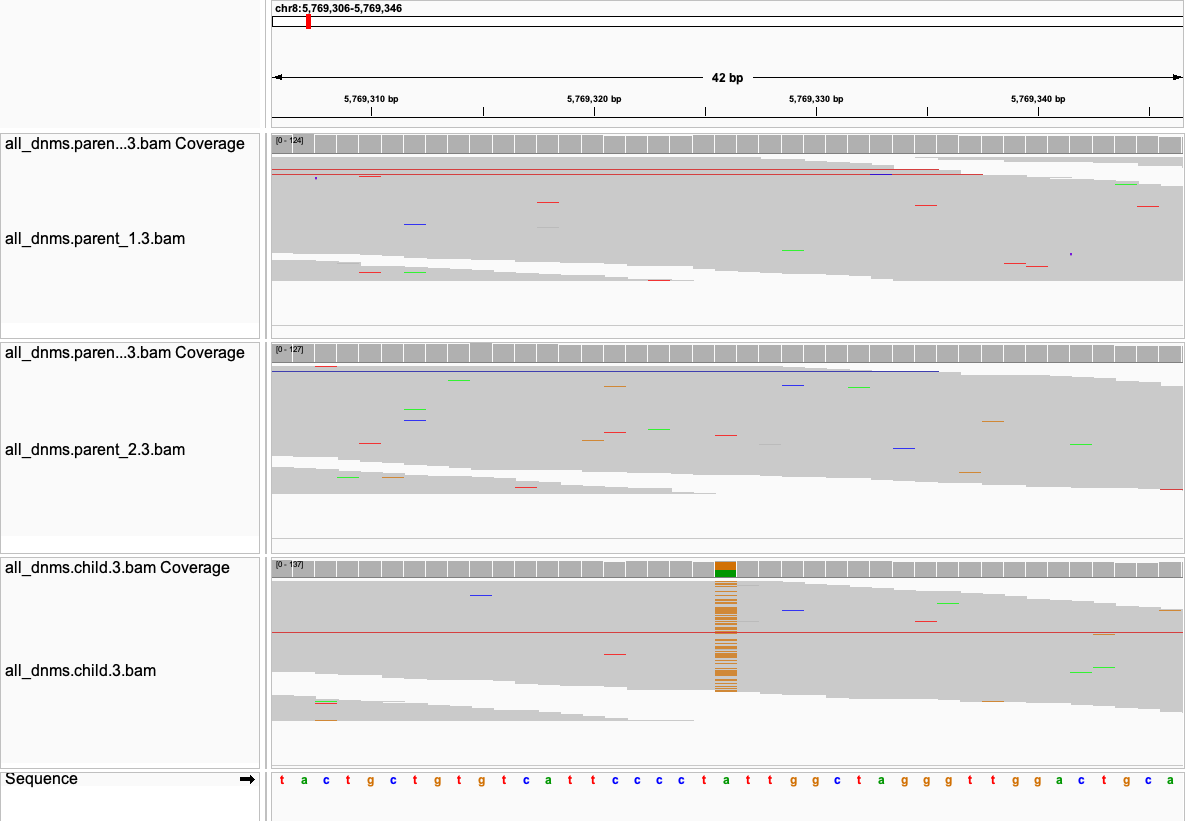 chr8:5,769,306-5,769,346
42 bp
5,769,310 bp 5,769,320 bp 5,769,330 bp 5,769,340 bp
all_dnms.paren...3.bam Coverage
[0 - 124]
all_dnms.parent_1.3.bam
all_dnms.paren...3.bam Coverage
[0 - 127]
all_dnms.parent_2.3.bam
all_dnms.child.3.bam Coverage
[0 - 137]
all_dnms.child.3.bam
Sequence t a c t g c t g t g t c a t t c c c c t a t t g g c t a g g g t t g g a c t g c a